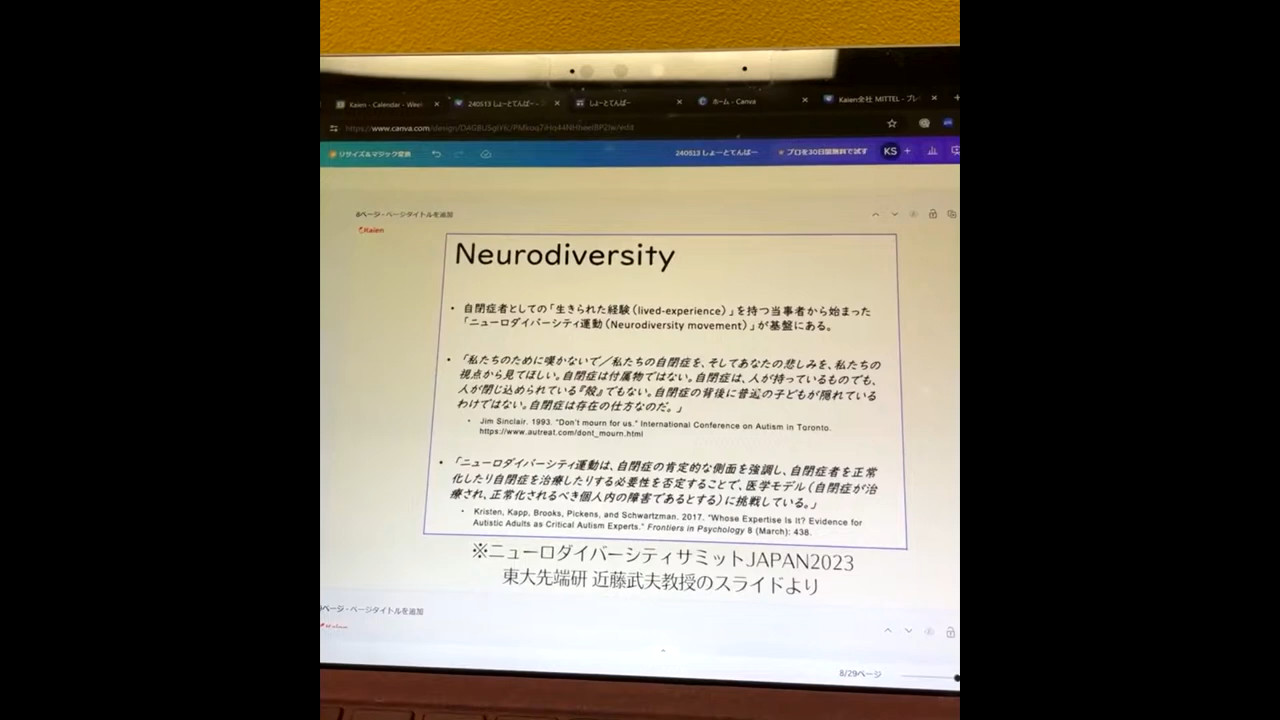 Kaien - Calendar - Wee
240513 しょーとてんぱー -
しょーとてんぱー
ホーム - Canva
Kaien全社 MITTEL - プレ
リサイズ&マジック変換
240513 しょーとてんぱー
プロを30日間無料で試す
KS
8ページ - ページタイトルを追加
Kaien
Neurodiversity
• 自閉症者としての「生きられた経験(lived-experience)」を持つ当事者から始まった
「ニューロダイバーシティ運動(Neurodiversity movement)」が基盤にある。
• 「私たちのために嘆かないで/私たちの自閉症を、そしてあなたの悲しみを、私たちの
視点から見てほしい。自閉症は付属物ではない。自閉症は、人が持っているものでも、
人が閉じ込められている『殻』でもない。自閉症の背後に普通の子どもが隠れている
わけではない。自閉症は存在の仕方なのだ。」
• Jim Sinclair. 1993. "Don't mourn for us." International Conference on Autism in Toronto.
https://www.autreat.com/dont_mourn.html
• 「ニューロダイバーシティ運動は、自閉症の肯定的な側面を強調し、自閉症者を正常
化したり自閉症を治療したりする必要性を否定することで、医学モデル(自閉症が治
療され、正常化されるべき個人内の障害であるとする)に挑戦している。」
• Kristen, Kapp, Brooks, Pickens, and Schwartzman. 2017. "Whose Expertise Is It? Evidence for
Autistic Adults as Critical Autism Experts." Frontiers in Psychology 8 (March): 438.
※ニューロダイバーシティサミットJAPAN2023
東大先端研 近藤武夫教授のスライドより
ページ - ページタイトルを追加
8/29ページ